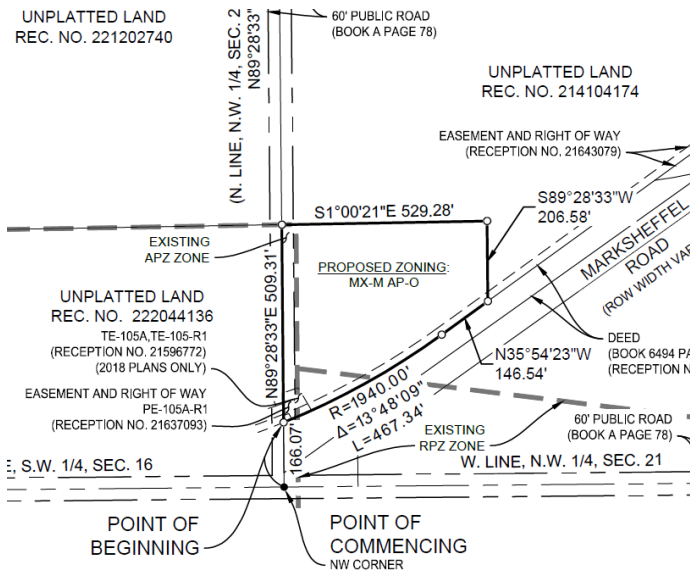 UNPLATTED LAND
REC. NO. 221202740
(N. LINE, N.W. 1/4, SEC. 2
N89°28'33"
60' PUBLIC ROAD
(BOOK A PAGE 78)
UNPLATTED LAND
REC. NO. 214104174
EASEMENT AND RIGHT OF WAY
(RECEPTION NO. 21643079)
S1°00'21"E 529.28'
S89°28'33"W
206.58'
EXISTING
APZ ZONE
PROPOSED ZONING:
MX-M AP-O
MARKSHEFFEL
ROAD
(ROW WIDTH VAR
UNPLATTED LAND
REC. NO. 222044136
TE-105A,TE-105-R1
(RECEPTION NO. 21596772)
(2018 PLANS ONLY)
N89°28'33"E 509.31'
EASEMENT AND RIGHT OF WAY
PE-105A-R1
(RECEPTION NO. 21637093)
DEED
(BOOK 6494 PA
(RECEPTION N
N35°54'23"W
146.54'
R=1940.00'
Δ=13°48'09"
L=467.34'
EXISTING
RPZ ZONE
60' PUBLIC ROAD
(BOOK A PAGE 78)
166.07'
E, S.W. 1/4, SEC. 16
W. LINE, N.W. 1/4, SEC. 21
POINT OF
BEGINNING
POINT OF
COMMENCING
NW CORNER